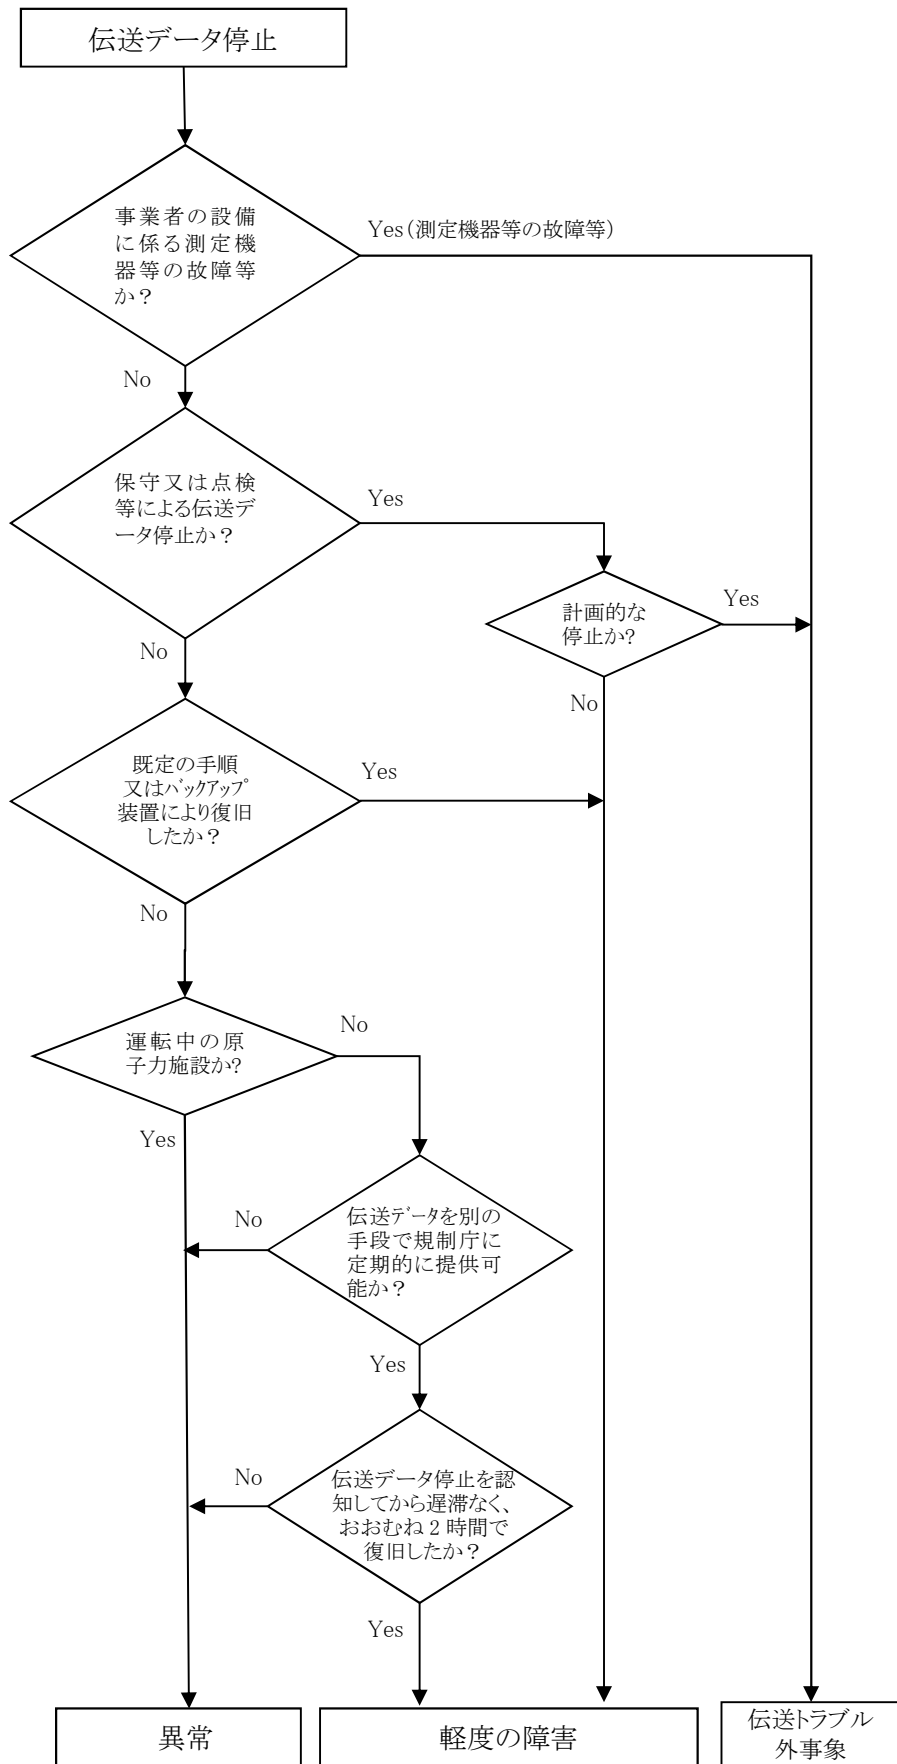 伝送データ停止
事業者の設備
に係る測定機
器等の故障等
か？
Yes(測定機器等の故障等)
No
保守又は点検
等による伝送デ
ータ停止か？
Yes
計画的な
停止か?
Yes
No
No
既定の手順
又はバックアップ
装置により復旧
したか？
Yes
No
運転中の原
子力施設か?
No
Yes
伝送データを別の
手段で規制庁に
定期的に提供可
能か？
No
Yes
伝送データ停止を認
知してから遅滞なく、
おおむね２時間で
復旧したか？
No
Yes
異常
軽度の障害
伝送トラブル
外事象